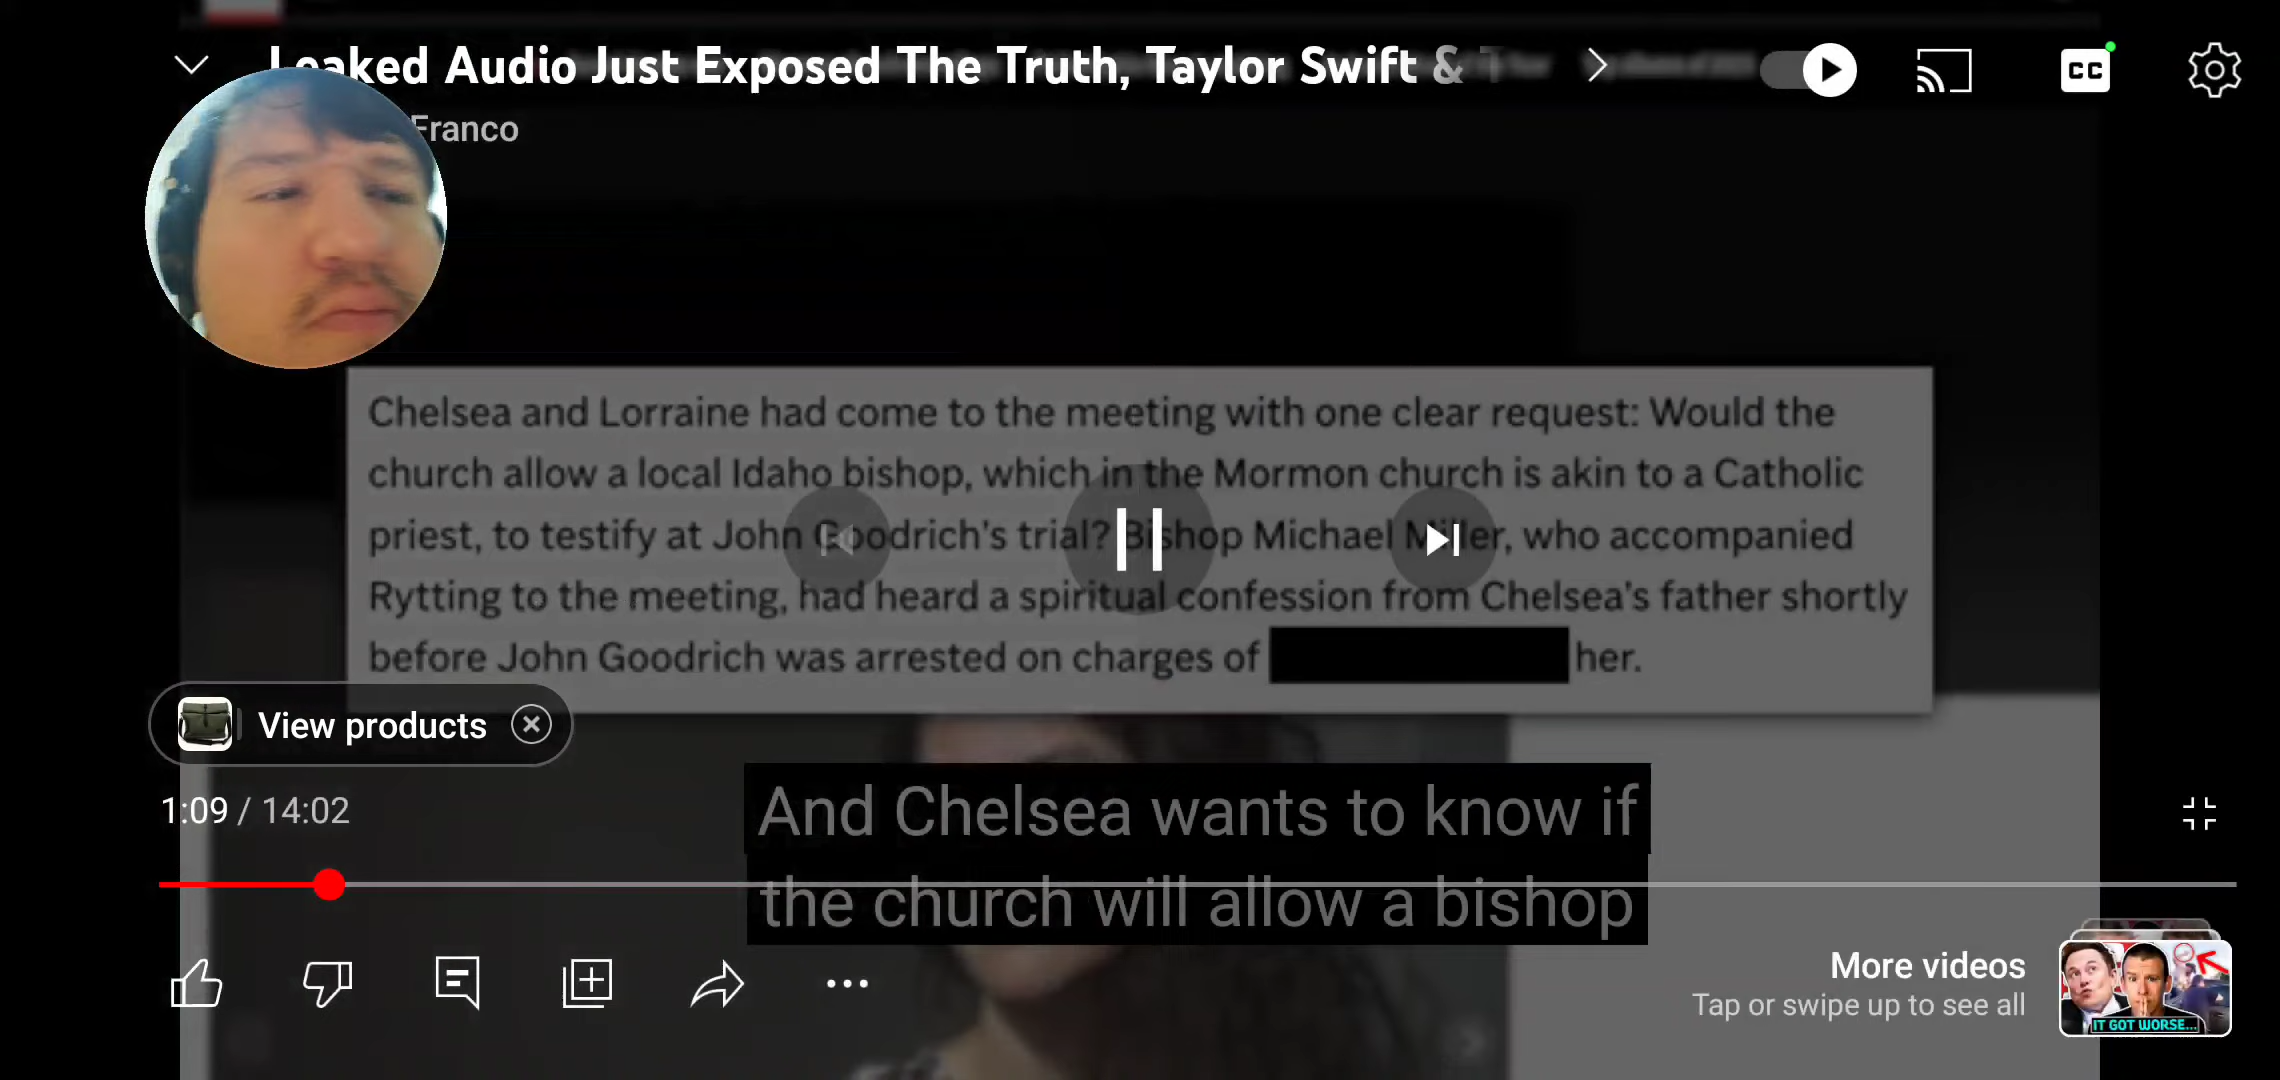 Leaked Audio Just Exposed The Truth, Taylor Swift & T
Franco
CC
Chelsea and Lorraine had come to the meeting with one clear request: Would the
church allow a local Idaho bishop, which in the Mormon church is akin to a Catholic
priest, to testify at John Goodrich's trial? Bishop Michael Miller, who accompanied
Rytting to the meeting, had heard a spiritual confession from Chelsea's father shortly
before John Goodrich was arrested on charges of her.
View products
1:09 / 14:02
And Chelsea wants to know if
the church will allow a bishop
More videos
Tap or swipe up to see all
IT GOT WORSE...